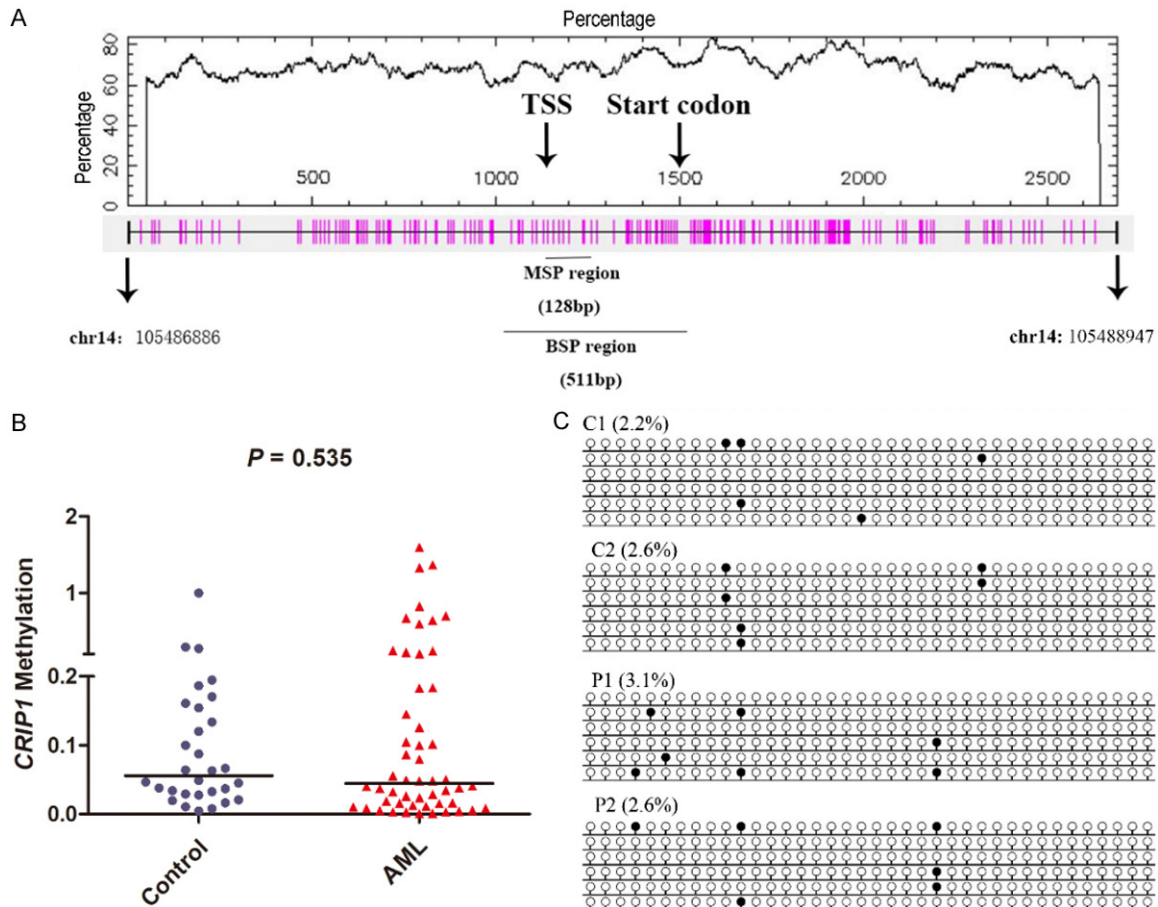 A
Percentage
Percentage
80
60
40
20
0
TSS
Start codon
500
1000
1500
2000
2500
MSP region
(128bp)
chr14: 105486886
chr14: 105488947
BSP region
(511bp)
B
P = 0.535
CRIP1 Methylation
2
1
0.2
0.1
0.0
Control
AML
C
C1 (2.2%)
C2 (2.6%)
P1 (3.1%)
P2 (2.6%)